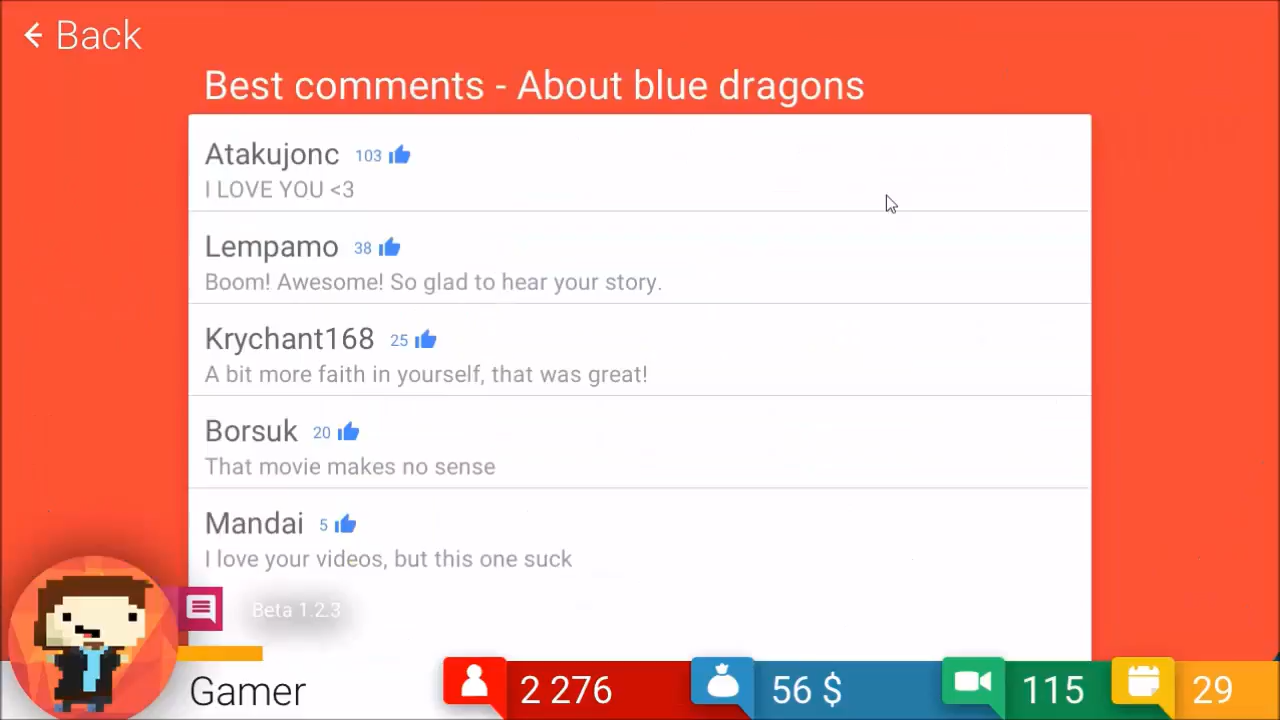 Back
Best comments - About blue dragons
Atakujonc 103
I LOVE YOU <3
Lempamo 38
Boom! Awesome! So glad to hear your story.
Krychant168 25
A bit more faith in yourself, that was great!
Borsuk 20
That movie makes no sense
Mandai 5
I love your videos, but this one suck
Beta 1.2.3
Gamer 2 276 56 $ 115 29